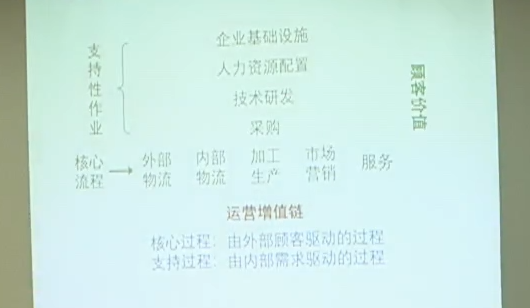 支持性作业
企业基础设施
人力资源配置
技术研发
采购
顾客价值
核心流程
外部物流
内部物流
加工生产
市场营销
服务
运营增值链
核心过程：由外部顾客驱动的过程
支持过程：由内部需求驱动的过程